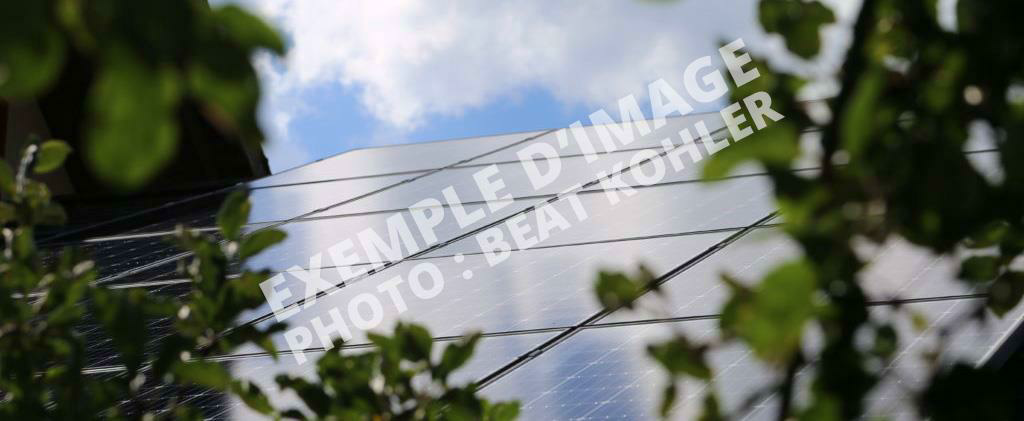 EXEMPLE D'IMAGE
PHOTO : BEAT KOHLER